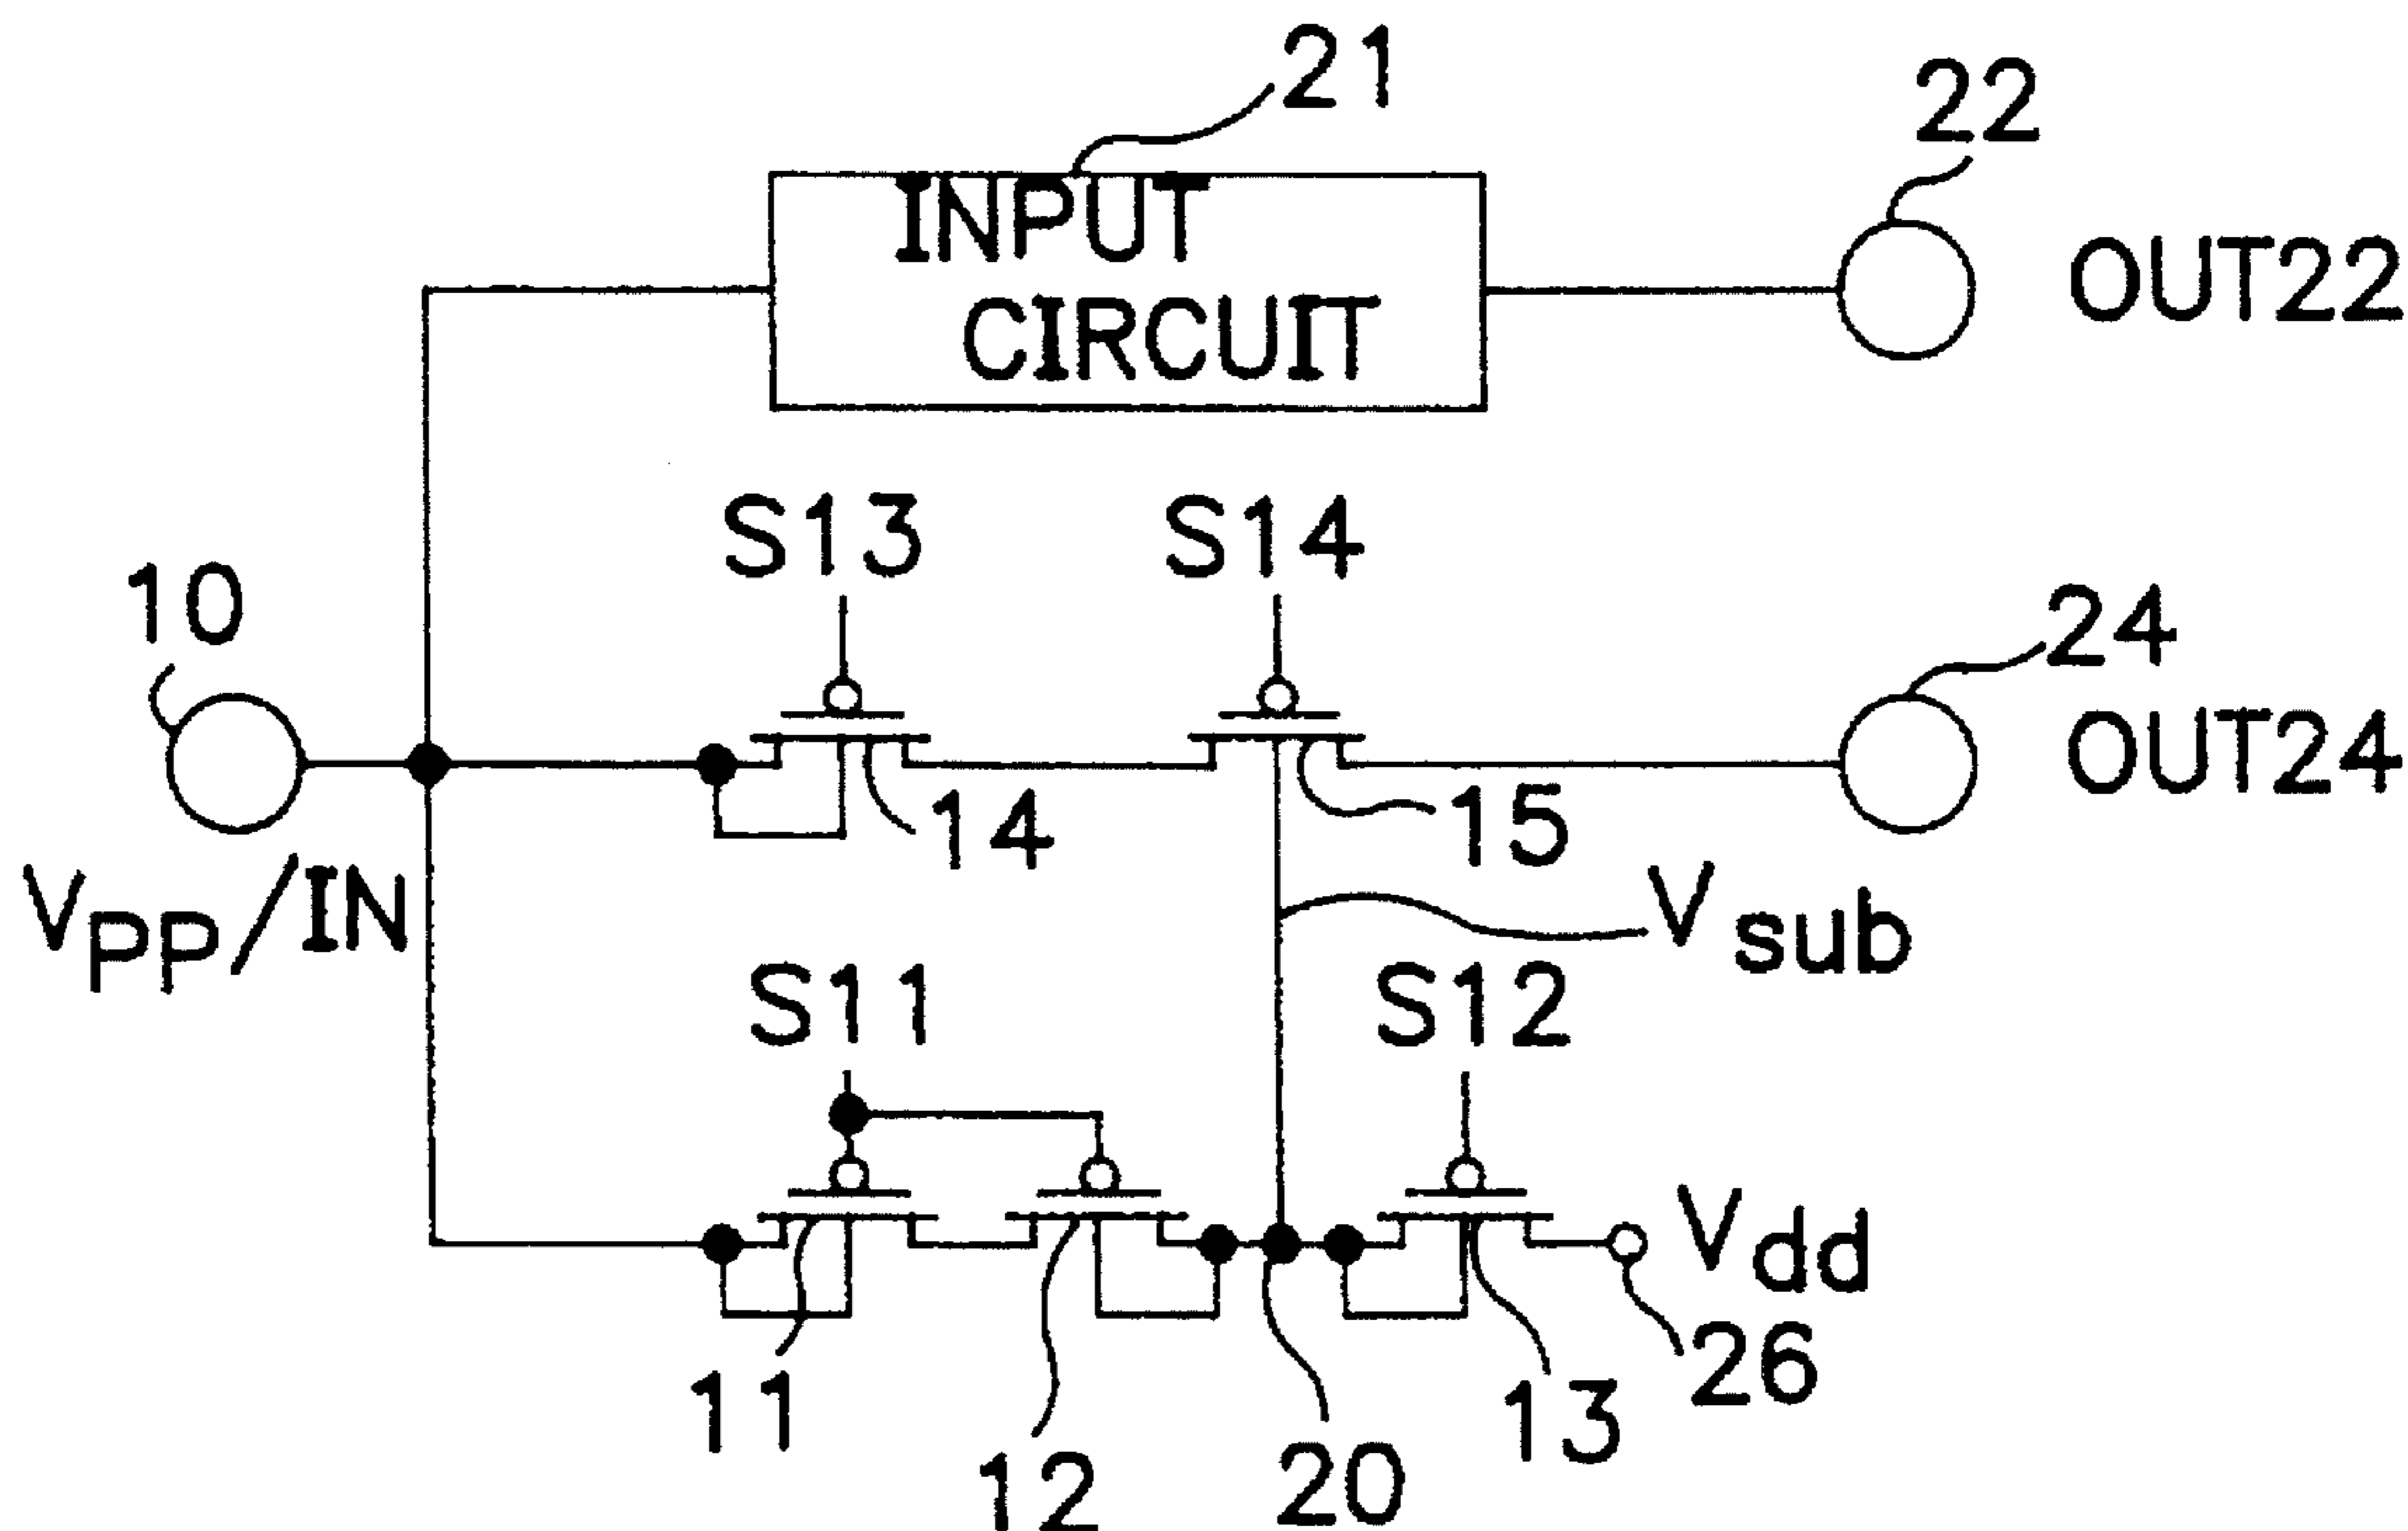 21
22
INPUT
CIRCUIT
OUT22
S13
S14
10
24
OUT24
14
15
VPP/IN
Vsub
S11
S12
Vdd
11
12
20
13
26